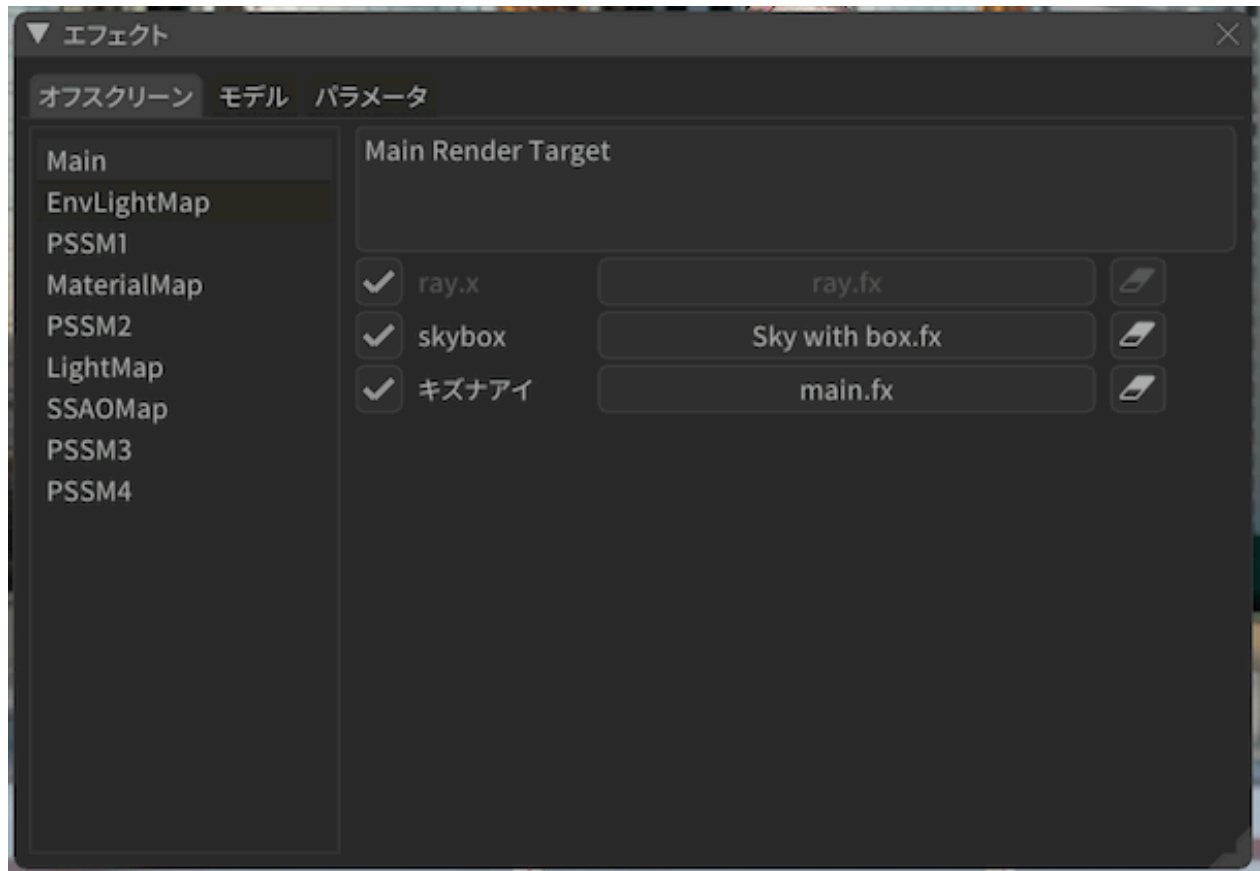 エフェクト
オフスクリーン モデル パラメータ
Main
EnvLightMap
PSSM1
MaterialMap
PSSM2
LightMap
SSAOMap
PSSM3
PSSM4
Main Render Target
ray.x ray.fx
skybox Sky with box.fx
キズナアイ main.fx